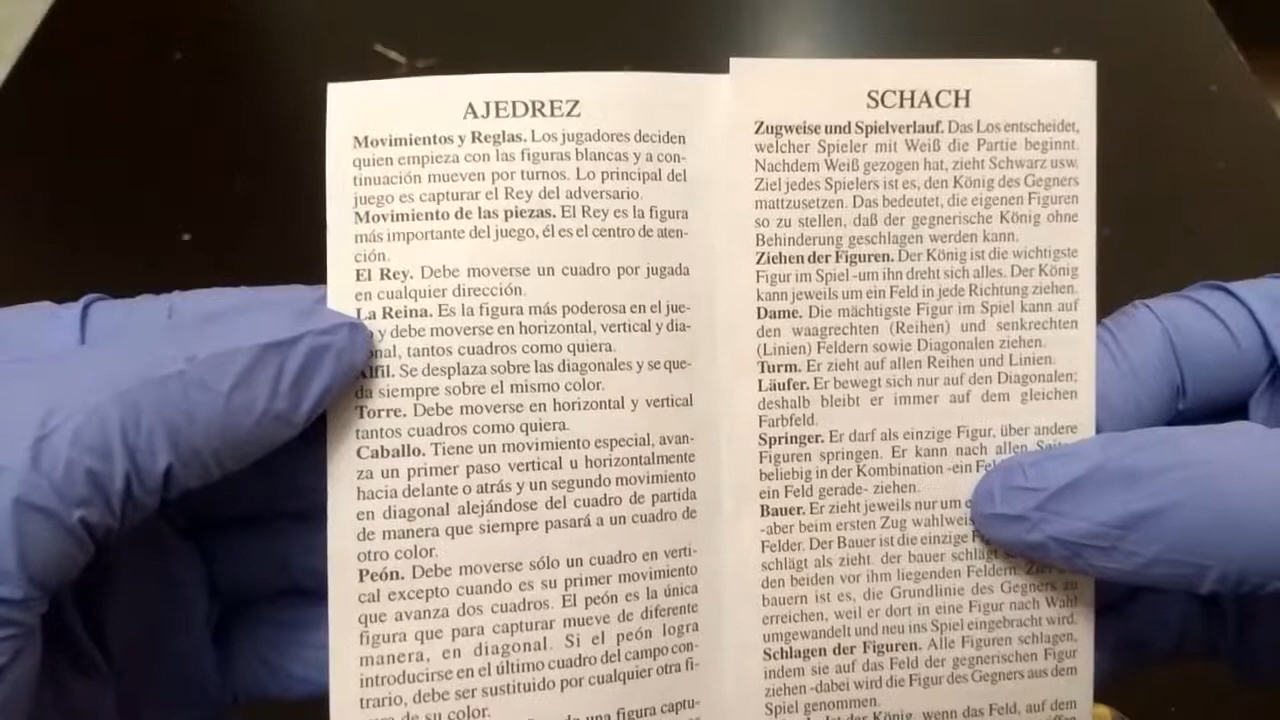 AJEDREZ
Movimientos y Reglas. Los jugadores deciden
quien empieza con las figuras blancas y a con-
tinuación mueven por turnos. Lo principal del
juego es capturar el Rey del adversario.
Movimiento de las piezas. El Rey es la figura
más importante del juego, él es el centro de aten-
ción.
El Rey. Debe moverse un cuadro por jugada
en cualquier dirección.
La Reina. Es la figura más poderosa en el jue-
y debe moverse en horizontal, vertical y dia-
onal, tantos cuadros como quiera.
Alfil. Se desplaza sobre las diagonales y se que-
da siempre sobre el mismo color.
Torre. Debe moverse en horizontal y vertical
tantos cuadros como quiera.
Caballo. Tiene un movimiento especial, avan-
za un primer paso vertical u horizontalmente
hacia delante o atrás y un segundo movimiento
en diagonal alejándose del cuadro de partida
de manera que siempre pasará a un cuadro de
otro color.
Peón. Debe moverse sólo un cuadro en verti-
cal excepto cuando es su primer movimiento
que avanza dos cuadros. El peón es la única
figura que para capturar mueve de diferente
manera, en diagonal. Si el peón logra
introducirse en el último cuadro del campo con-
trario, debe ser sustituido por cualquier otra fi-
de su color.
una figura captu-
SCHACH
Zugweise und Spielverlauf. Das Los entscheidet,
welcher Spieler mit Weiß die Partie beginnt.
Nachdem Weiß gezogen hat, zieht Schwarz usw.
Ziel jedes Spielers ist es, den König des Gegners
mattzusetzen. Das bedeutet, die eigenen Figuren
so zu stellen, daß der gegnerische König ohne
Behinderung geschlagen werden kann.
Ziehen der Figuren. Der König ist die wichtigste
Figur im Spiel -um ihn dreht sich alles. Der König
kann jeweils um ein Feld in jede Richtung ziehen.
Dame. Die mächtigste Figur im Spiel kann auf
den waagrechten (Reihen) und senkrechten
(Linien) Feldern sowie Diagonalen ziehen.
Turm. Er zieht auf allen Reihen und Linien.
Läufer. Er bewegt sich nur auf den Diagonalen;
deshalb bleibt er immer auf dem gleichen
Farbfeld.
Springer. Er darf als einzige Figur, über andere
Figuren springen. Er kann nach allen Seiten
beliebig in der Kombination -ein Fel
ein Feld gerade- ziehen.
Bauer. Er zieht jeweils nur um
-aber beim ersten Zug wahlweis
Felder. Der Bauer ist die einzige
schlägt als zieht. der bauer schlägt
den beiden vor ihm liegenden Feldern.
bauern ist es, die Grundlinie des Gegners zu
erreichen, weil er dort in eine Figur nach Wahl
umgewandelt und neu ins Spiel eingebracht wird.
Schlagen der Figuren. Alle Figuren schlagen,
indem sie auf das Feld der gegnerischen Figur
ziehen -dabei wird die Figur des Gegners aus dem
Spiel genommen.
der König, wenn das Feld, auf dem